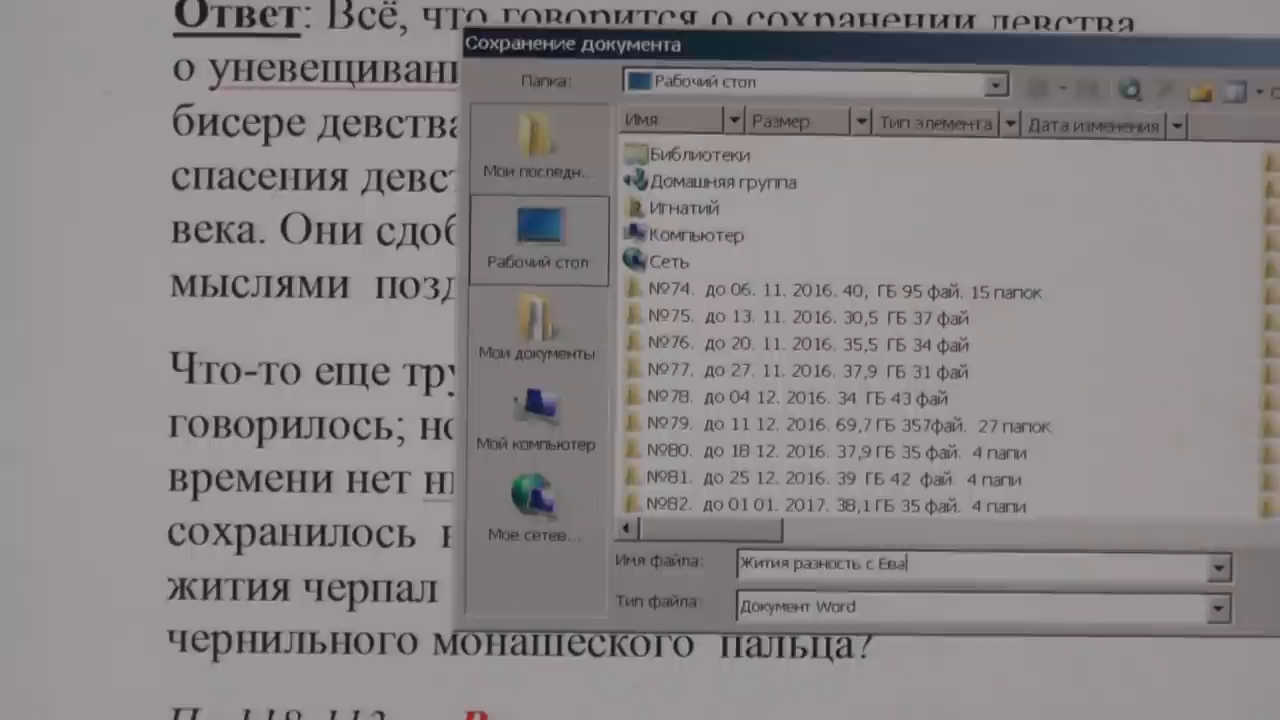 Ответ: Всё, что говорится о сохранении девства
о уневещивани
бисере девства
спасения девс
века. Они сдоб
мыслями позд
Что-то еще тру
говорилось; но
времени нет ни
сохранилось в
жития черпал
чернильного монашеского пальца?
Сохранение документа
Папка:
Рабочий стол
Имя
Размер
Тип элемента
Дата изменения
Мои последн...
Рабочий стол
Мои документы
Мой компьютер
Мое сетев...
Библиотеки
Домашняя группа
Игнатий
Компьютер
Сеть
№74. до 06. 11. 2016. 40, ГБ 95 фай. 15 папок
№75. до 13. 11. 2016. 30,5 ГБ 37 фай
№76. до 20. 11. 2016. 35,5 ГБ 34 фай
№77. до 27. 11. 2016. 37,9 ГБ 31 фай
№78. до 04 12. 2016. 34 ГБ 43 фай
№79. до 11 12. 2016. 69,7 ГБ 357фай. 27 папок
№80. до 18 12. 2016. 37,9 ГБ 35 фай. 4 папи
№81. до 25 12. 2016. 39 ГБ 42 фай. 4 папи
№82. до 01 01. 2017. 38,1 ГБ 35 фай. 4 папи
Имя файла:
Жития разность с Ева
Тип файла:
Документ Word